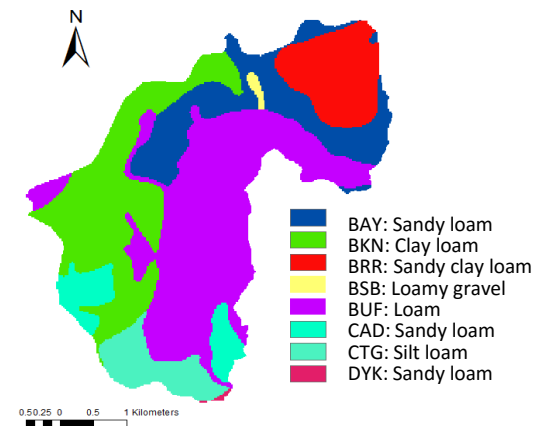 N
BAY: Sandy loam
BKN: Clay loam
BRR: Sandy clay loam
BSB: Loamy gravel
BUF: Loam
CAD: Sandy loam
CTG: Silt loam
DYK: Sandy loam
0.50.25 0 0.5 1 Kilometers